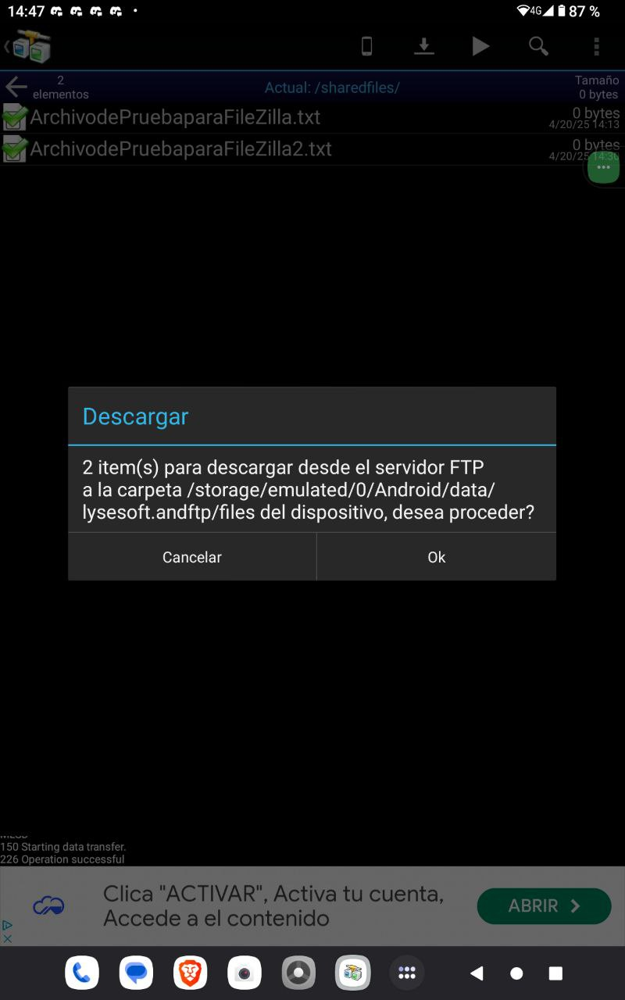 14:47 4G 87 %
2
elementos
Actual: /sharedfiles/
Tamaño
0 bytes
ArchivodePruebaparaFileZilla.txt
0 bytes
4/20/25 14:13
ArchivodePruebaparaFileZilla2.txt
0 bytes
4/20/25 14:30
Descargar
2 item(s) para descargar desde el servidor FTP
a la carpeta /storage/emulated/0/Android/data/
lysesoft.andftp/files del dispositivo, desea proceder?
Cancelar
Ok
150 Starting data transfer.
226 Operation successful
Clica "ACTIVAR", Activa tu cuenta,
Accede a el contenido
ABRIR